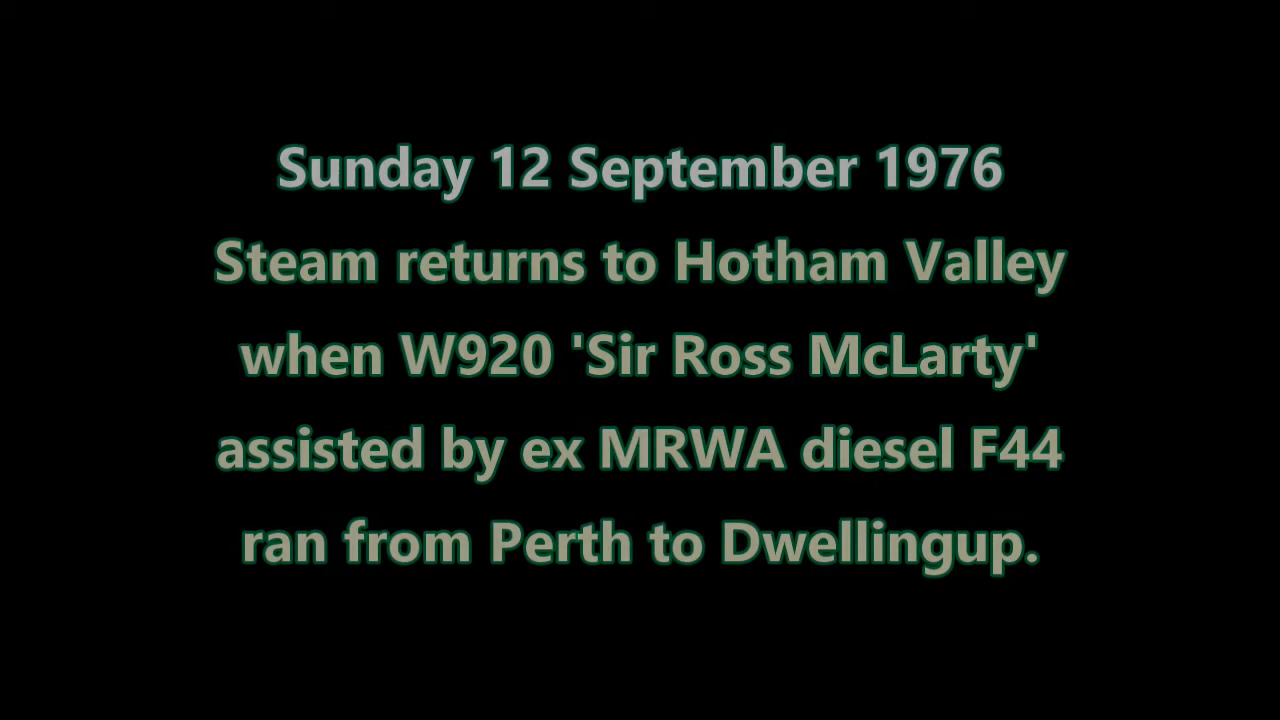 Sunday 12 September 1976
Steam returns to Hotham Valley
when W920 'Sir Ross McLarty'
assisted by ex MRWA diesel F44
ran from Perth to Dwellingup.